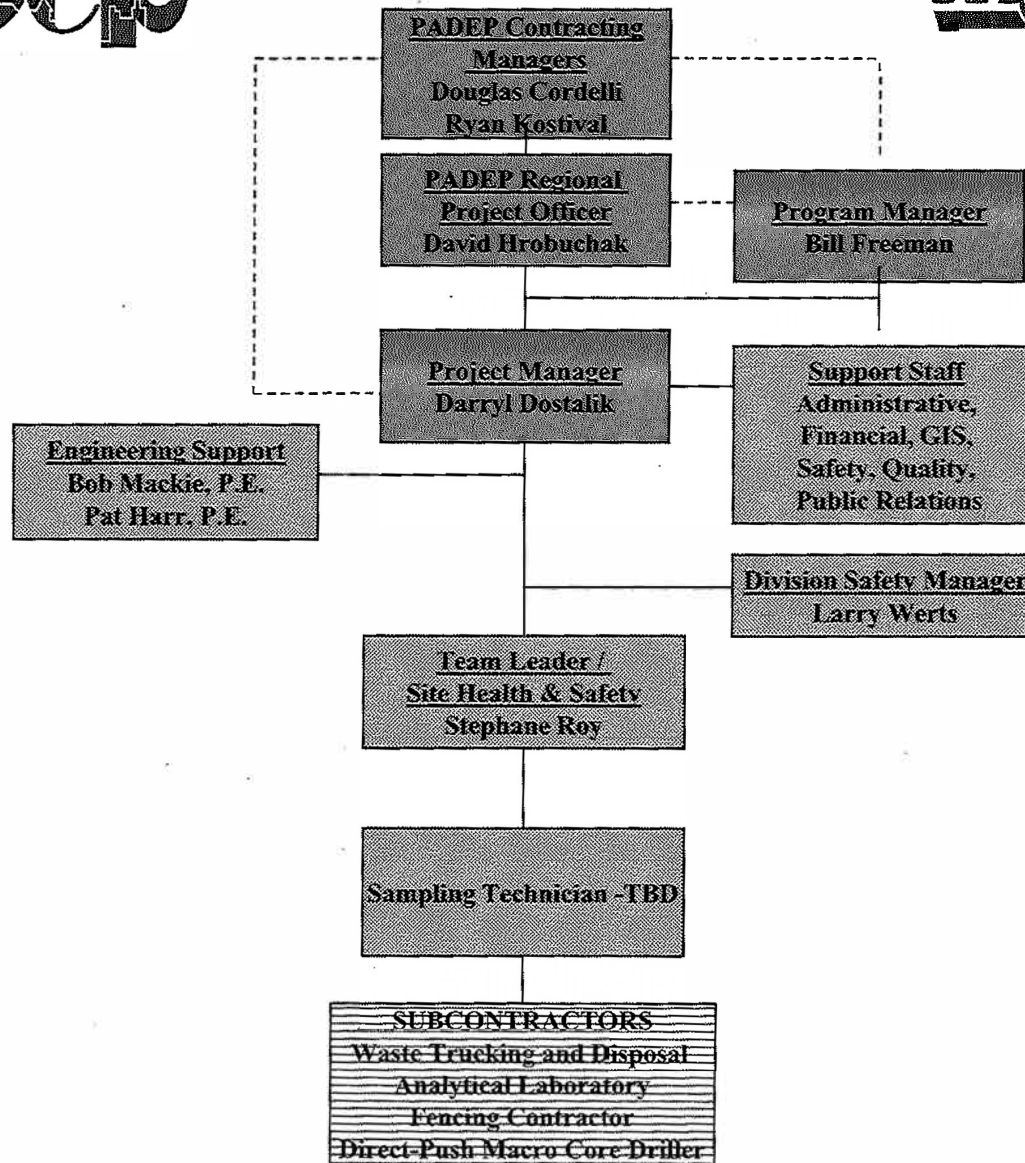 PADEP Contracting
Managers
Douglas Cordelli
Ryan Kostival
PADEP Regional
Project Officer
David Hrobuchak
Program Manager
Bill Freeman
Project Manager
Darryl Dostalik
Support Staff
Administrative,
Financial, GIS,
Safety, Quality,
Public Relations
Engineering Support
Bob Mackie, P.E.
Pat Harr, P.E.
Division Safety Manager
Larry Werts
Team Leader /
Site Health & Safety
Stephane Roy
Sampling Technician -TBD
SUBCONTRACTORS
Waste Trucking and Disposal
Analytical Laboratory
Fencing Contractor
Direct-Push Macro Core Driller